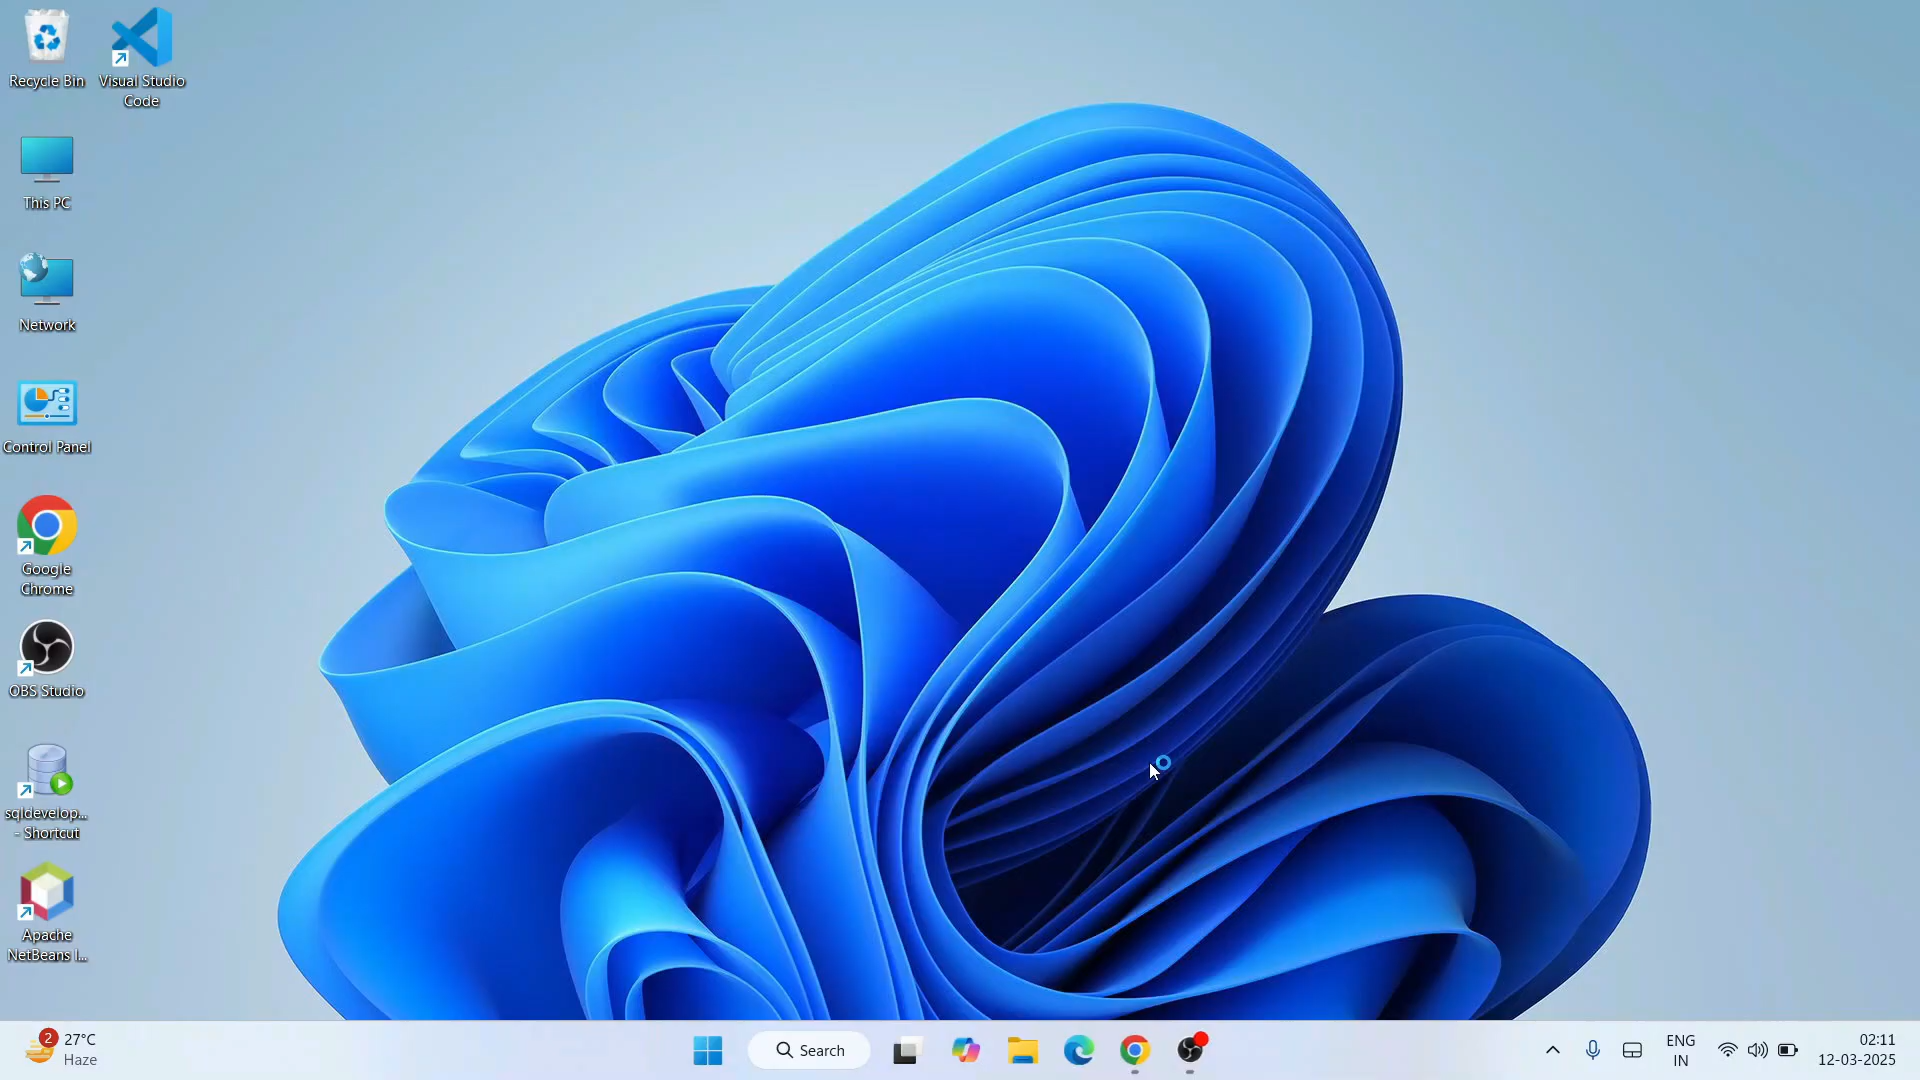 Recycle Bin
Visual Studio
Code
This PC
Network
Control Panel
Google
Chrome
OBS Studio
sqldevelop...
- Shortcut
Apache
NetBeans I...
2
27°C
Haze
Search
ENG
IN
02:11
12-03-2025